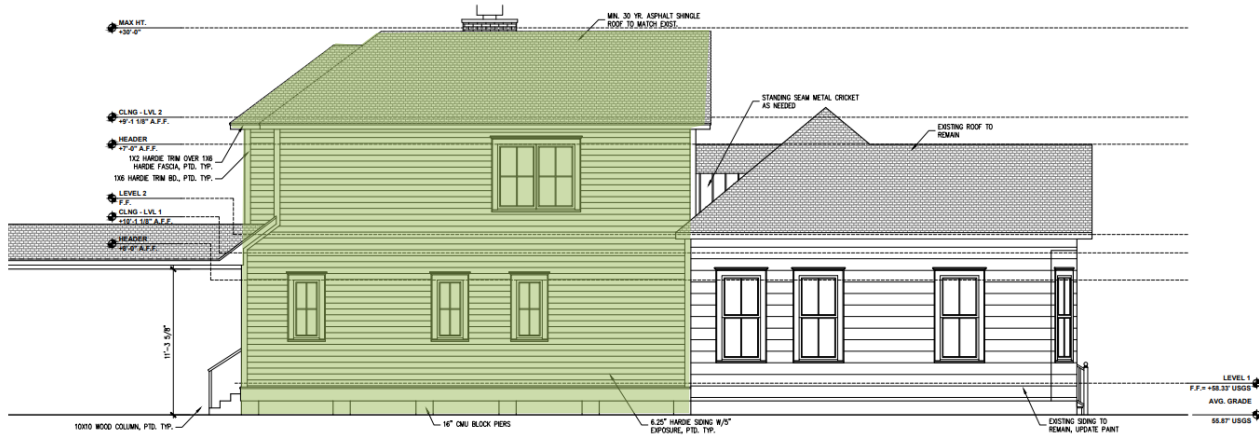 MAX HT.
+30'-0"
MIN. 30 YR. ASPHALT SHINGLE
ROOF TO MATCH EXIST.
CLNG - LVL 2
+9'-1 1/8" A.F.F.
STANDING SEAM METAL CRICKET
AS NEEDED
HEADER
+7'-0" A.F.F.
EXISTING ROOF TO
REMAIN
1X2 HARDIE TRIM OVER 1X6
HARDIE FASCIA, PTD. TYP.
1X6 HARDIE TRIM BD., PTD. TYP.
LEVEL 2
F.F.
CLNG - LVL 1
+10'-1 1/8" A.F.F.
HEADER
+8'-0" A.F.F.
11'-3 5/8"
LEVEL 1
F.F.= +58.33' USGS
AVG. GRADE
55.87' USGS
10X10 WOOD COLUMN, PTD. TYP.
16" CMU BLOCK PIERS
6.25" HARDIE SIDING W/5"
EXPOSURE, PTD. TYP.
EXISTING SIDING TO
REMAIN, UPDATE PAINT